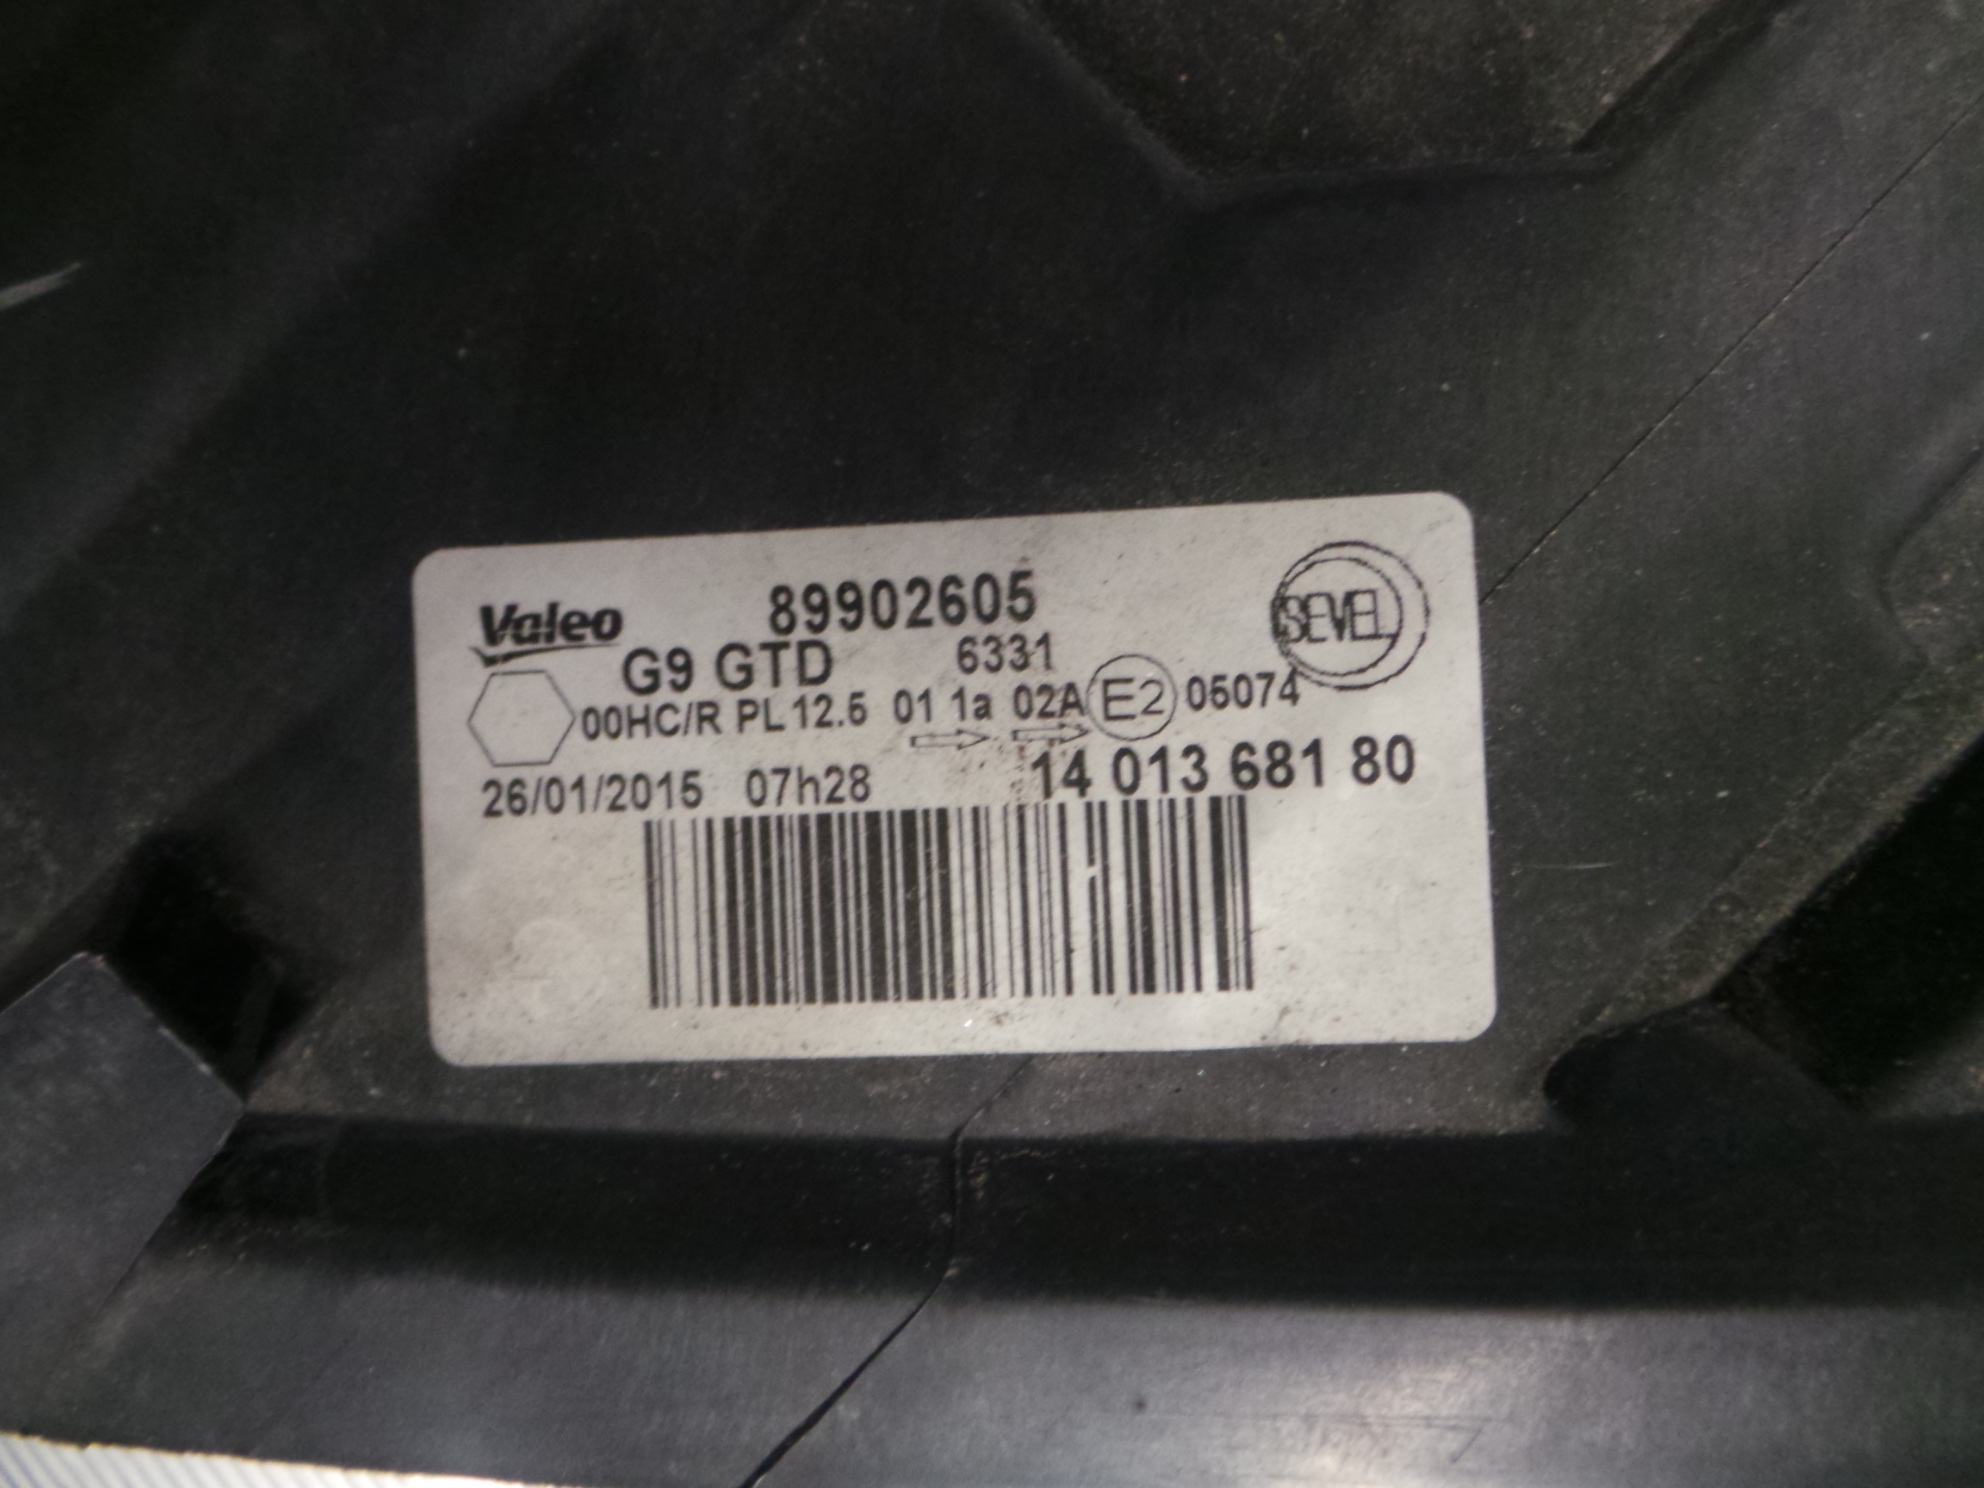 Valeo 89902605 SEVEL
G9 GTD 6331
00HC/R PL 12.5 01 1a 02A E2 05074
26/01/2015 07h28 14 013 681 80